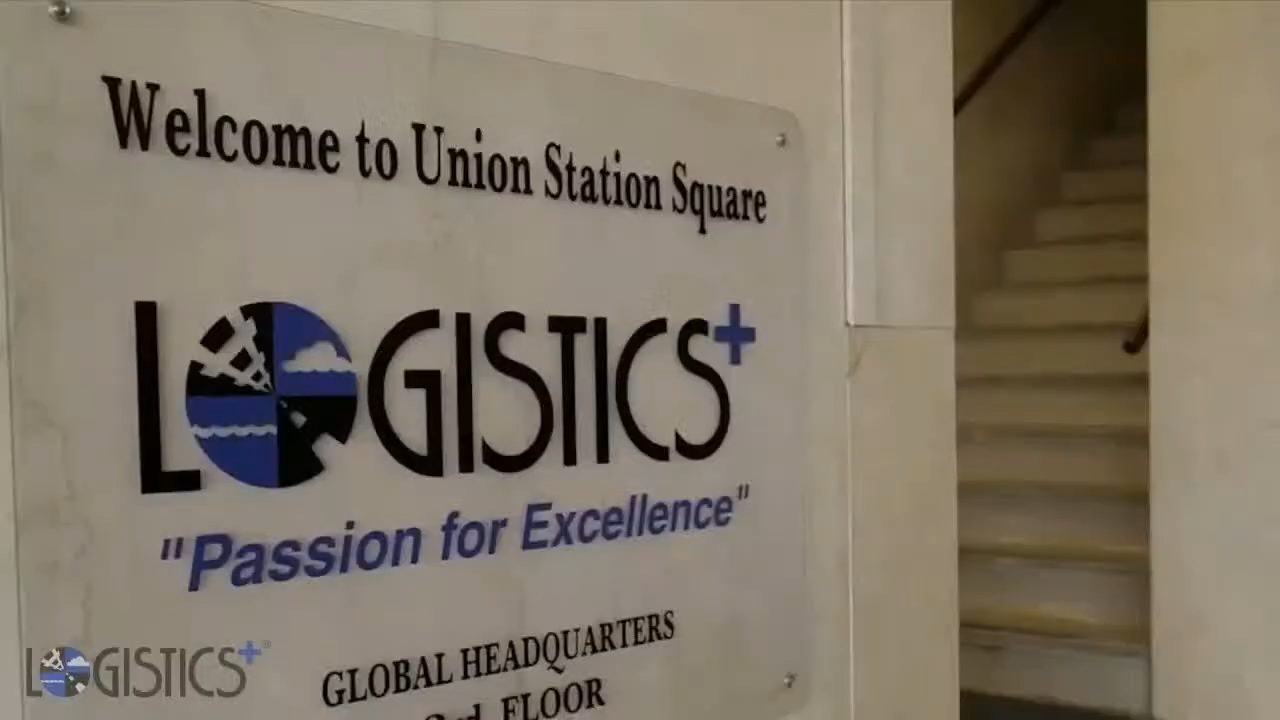 Welcome to Union Station Square
LOGISTICS+
"Passion for Excellence"
GLOBAL HEADQUARTERS
FLOOR
LOGISTICS+®